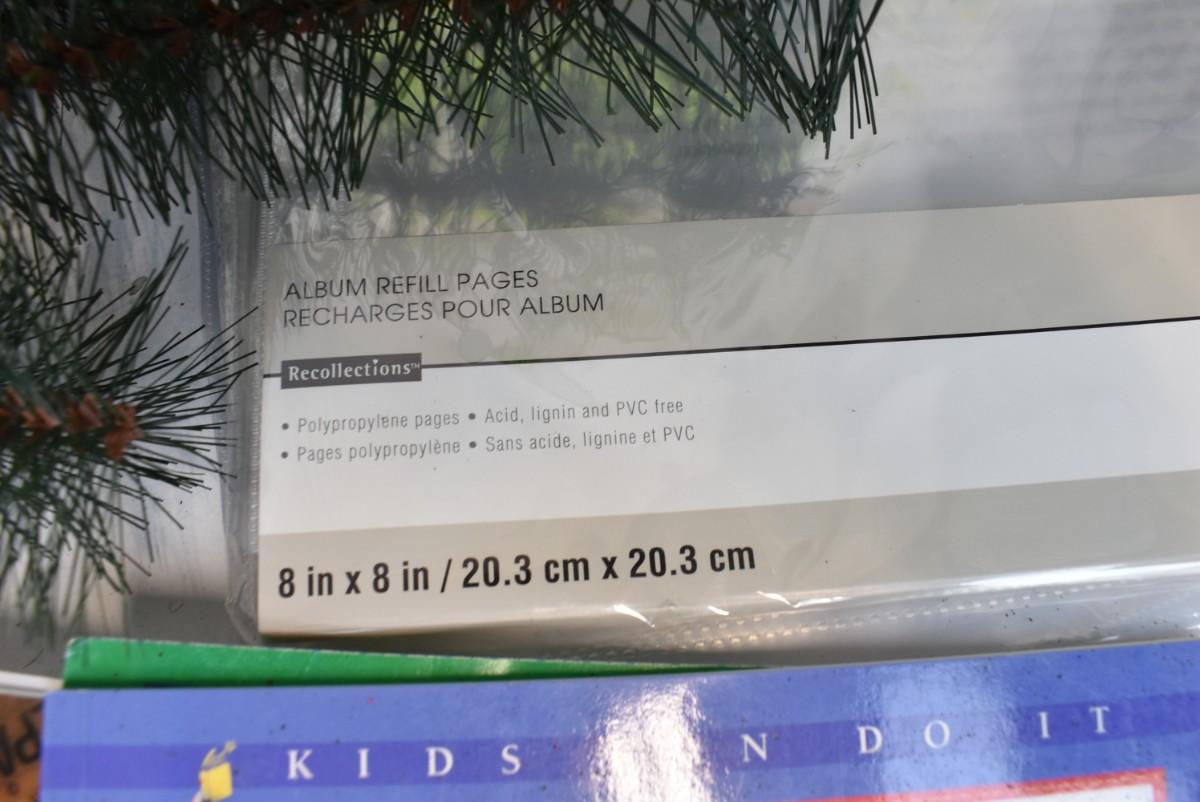 ALBUM REFILL PAGES
RECHARGES POUR ALBUM
Recollections™
• Polypropylene pages • Acid, lignin and PVC free
• Pages polypropylène • Sans acide, lignine et PVC
8 in x 8 in / 20.3 cm x 20.3 cm
KIDS N DO IT